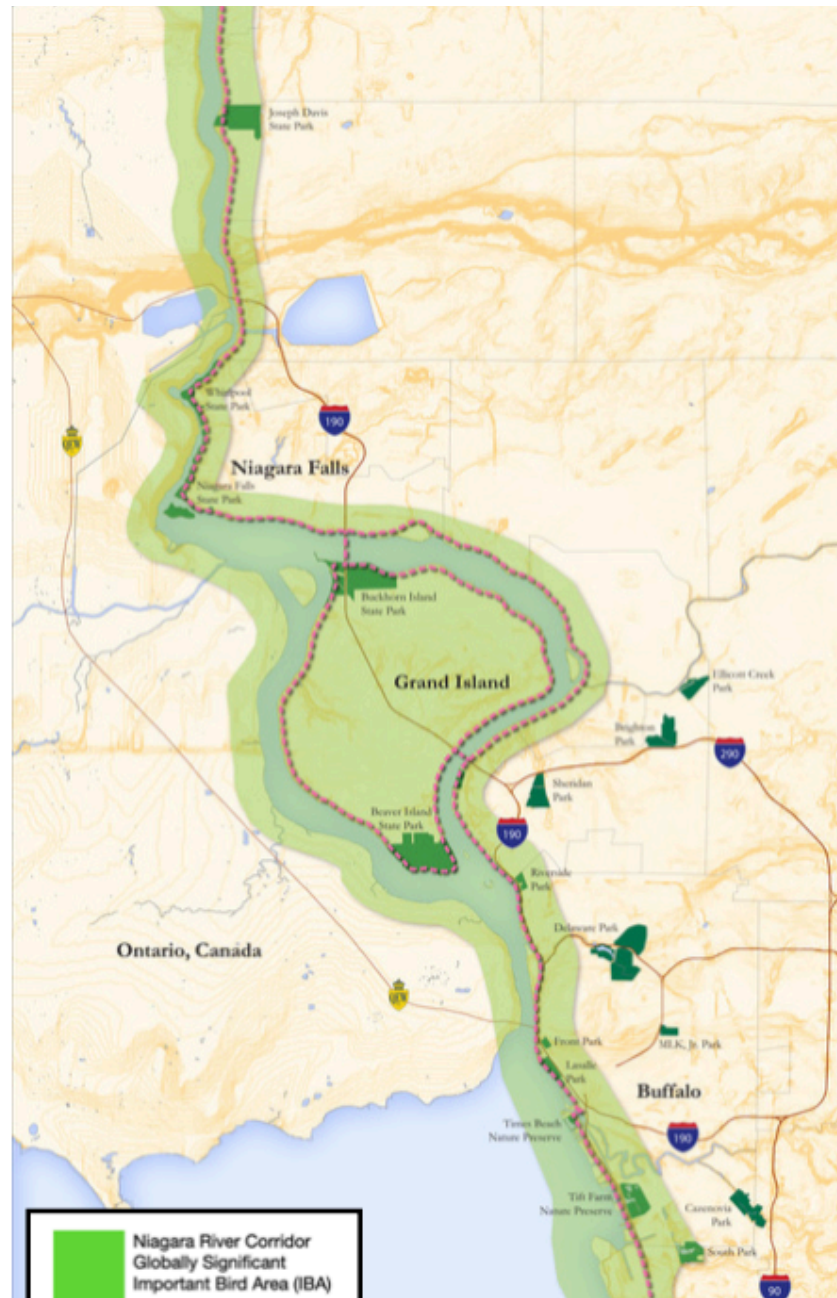 Joseph Davis
State Park
Whirlpool
State Park
190
QEW
Niagara Falls
Niagara Falls
State Park
Buckhorn Island
State Park
Grand Island
Ellicott Creek
Park
Brighton
Park
290
Sheridan
Park
Beaver Island
State Park
190
Riverside
Park
Delaware Park
Ontario, Canada
QEW
Front Park
MLK, Jr. Park
Lasalle
Park
Buffalo
Times Beach
Nature Preserve
190
Tift Farm
Nature Preserve
Cazenovia
Park
South Park
90
Niagara River Corridor
Globally Significant
Important Bird Area (IBA)